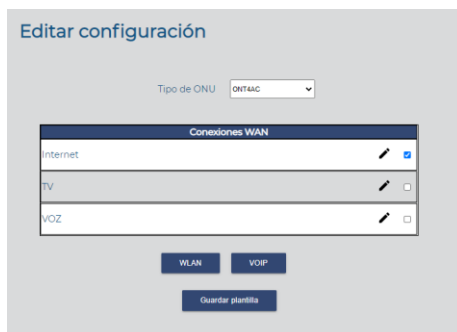 Editar configuración
Tipo de ONU ONT4AC
Conexiones WAN
Internet
TV
VOZ
WLAN VOIP
Guardar plantilla